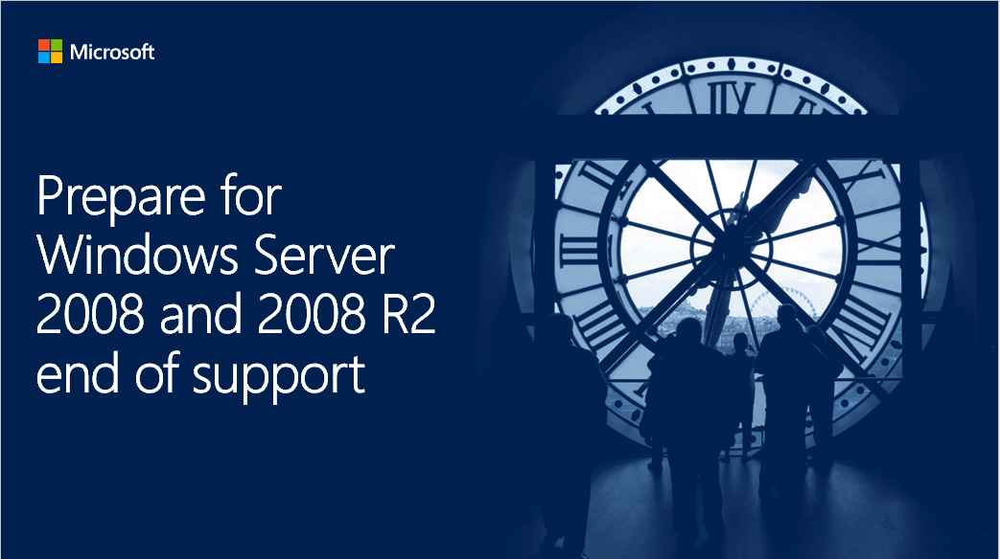 Microsoft
Prepare for
Windows Server
2008 and 2008 R2
end of support